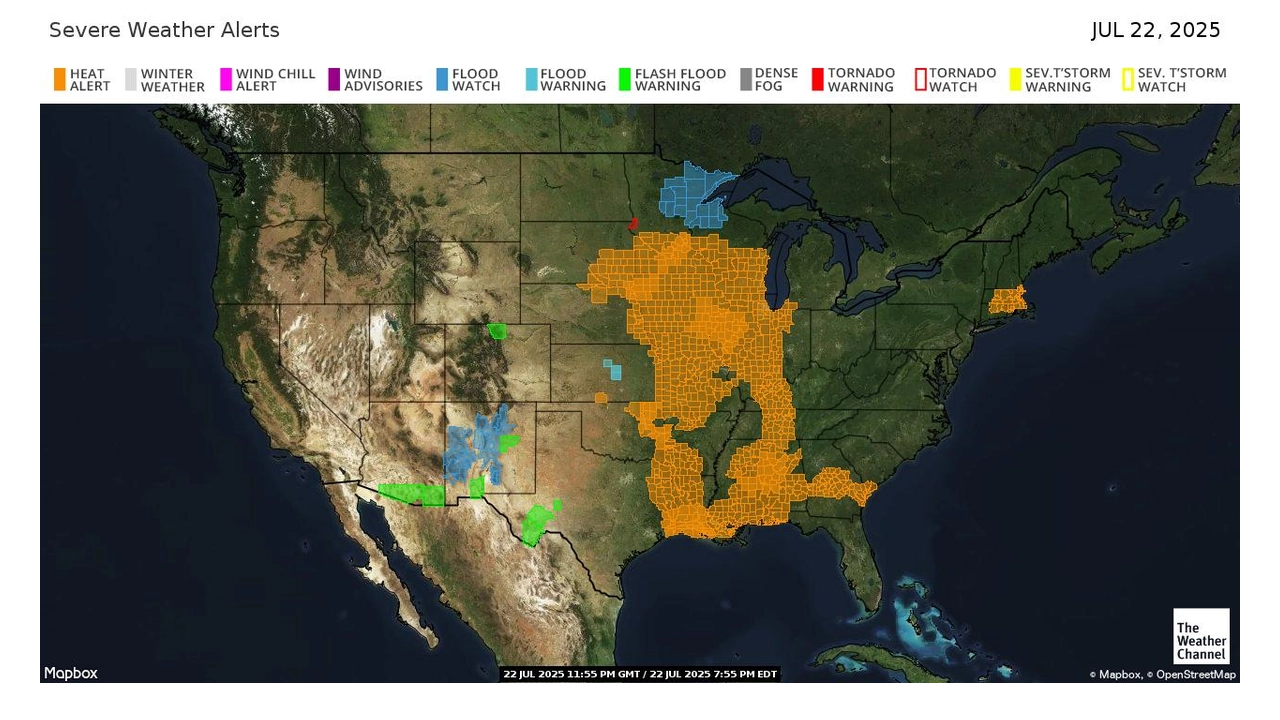 Severe Weather Alerts
JUL 22, 2025
HEAT
ALERT
WINTER
WEATHER
WIND CHILL
ALERT
WIND
ADVISORIES
FLOOD
WATCH
FLOOD
WARNING
FLASH FLOOD
WARNING
DENSE
FOG
TORNADO
WARNING
TORNADO
WATCH
SEV.T'STORM
WARNING
SEV. T'STORM
WATCH
The
Weather
Channel
Mapbox
22 JUL 2025 11:55 PM GMT / 22 JUL 2025 7:55 PM EDT
© Mapbox, © OpenStreetMap